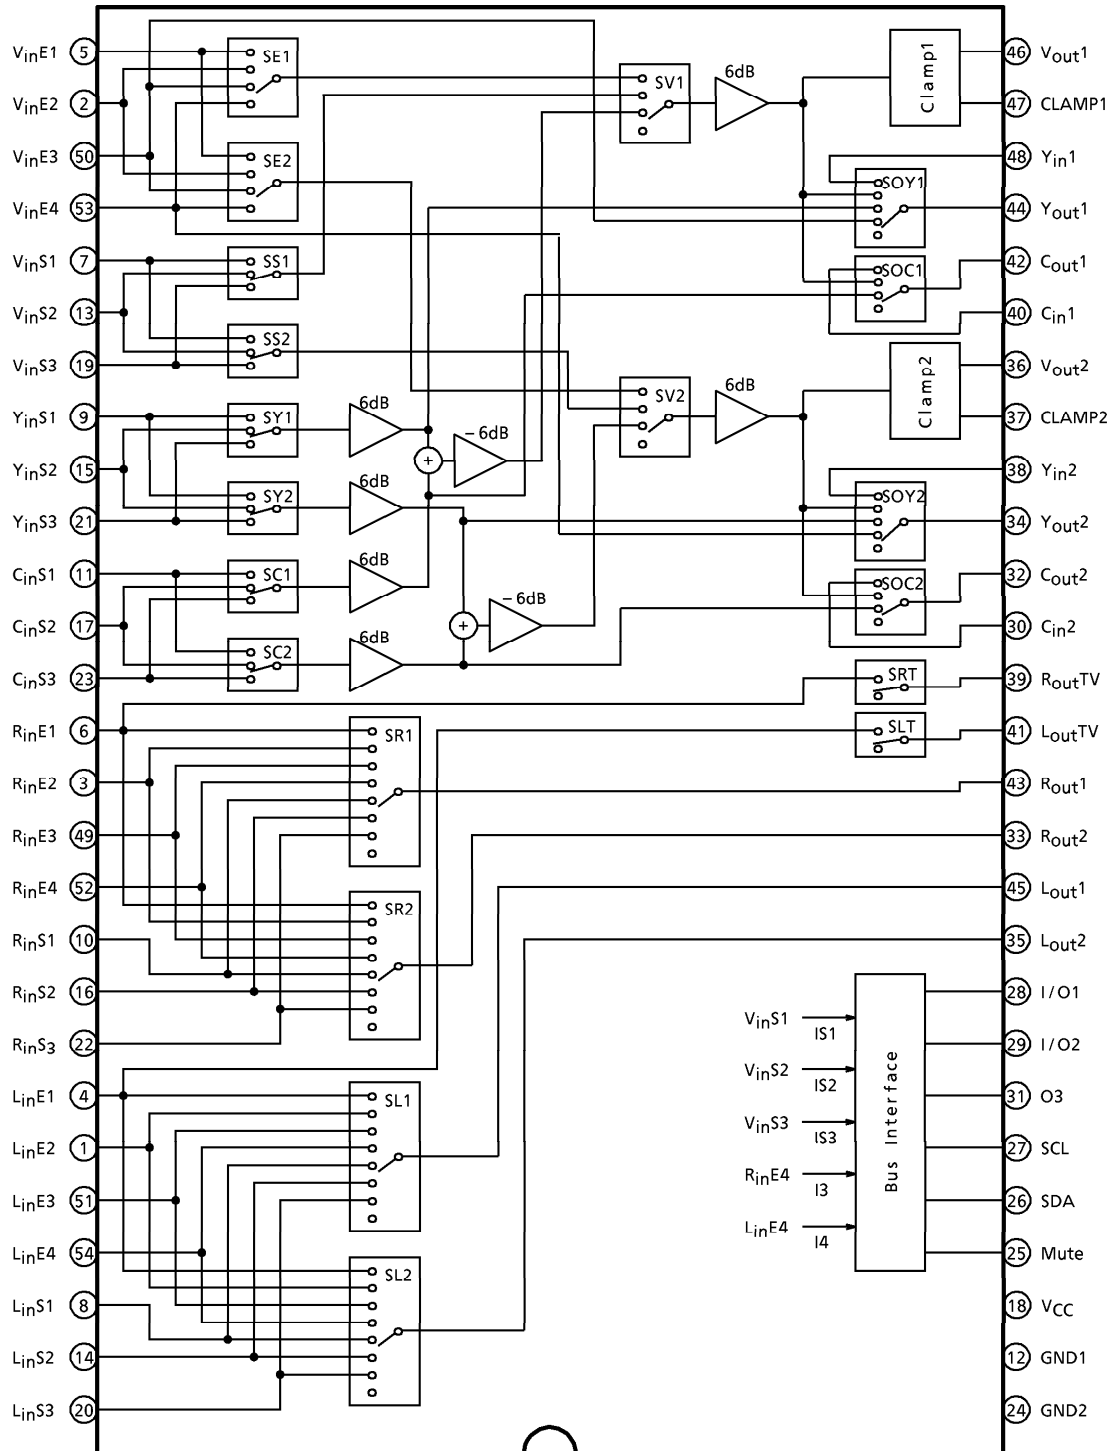 VinE1 5
VinE2 2
VinE3 50
VinE4 53
VinS1 7
VinS2 13
VinS3 19
YinS1 9
YinS2 15
YinS3 21
CinS1 11
CinS2 17
CinS3 23
RinE1 6
RinE2 3
RinE3 49
RinE4 52
RinS1 10
RinS2 16
RinS3 22
LinE1 4
LinE2 1
LinE3 51
LinE4 54
LinS1 8
LinS2 14
LinS3 20
SE1
SE2
SS1
SS2
SY1
SY2
SC1
SC2
6dB
6dB
6dB
6dB
+
-6dB
+
-6dB
SR1
SR2
SL1
SL2
SV1
6dB
SV2
6dB
Clamp1
SOY1
SOC1
Clamp2
SOY2
SOC2
SRT
SLT
VinS1
IS1
VinS2
IS2
VinS3
IS3
RinE4
I3
LinE4
I4
Bus Interface
46 Vout1
47 CLAMP1
48 Yin1
44 Yout1
42 Cout1
40 Cin1
36 Vout2
37 CLAMP2
38 Yin2
34 Yout2
32 Cout2
30 Cin2
39 RoutTV
41 LoutTV
43 Rout1
33 Rout2
45 Lout1
35 Lout2
28 I/O1
29 I/O2
31 O3
27 SCL
26 SDA
25 Mute
18 VCC
12 GND1
24 GND2